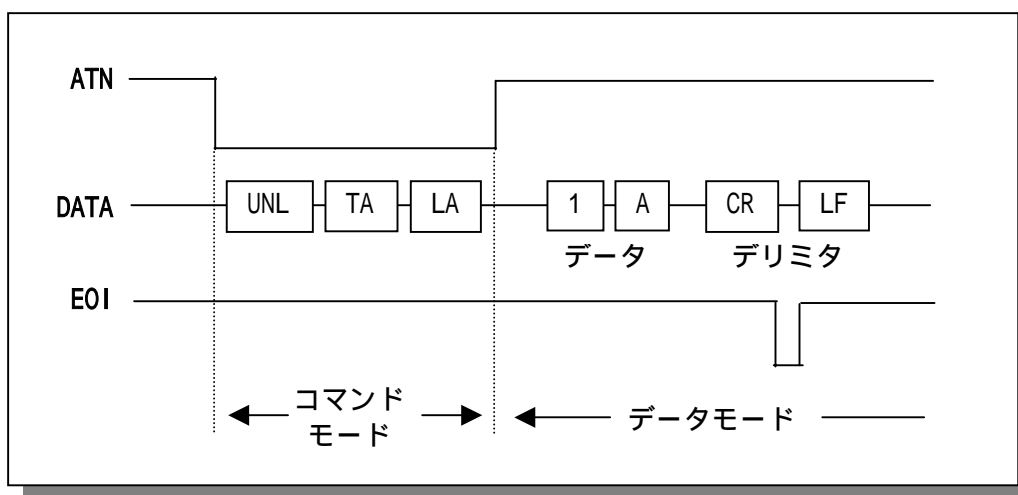 ATN
DATA
UNL
TA
LA
1
A
CR
LF
データ
デリミタ
EOI
コマンド
モード
データモード